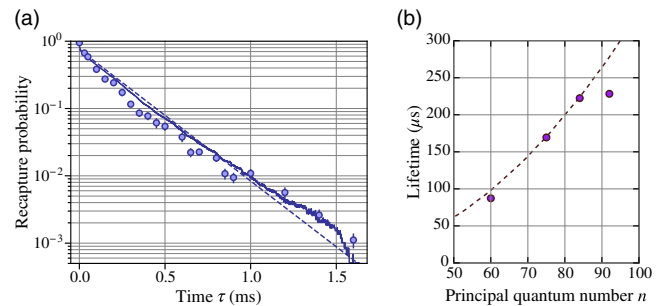 (a)
(b)
10⁰
10⁻¹
10⁻²
10⁻³
Recapture probability
0.0 0.5 1.0 1.5
Time τ (ms)
300
250
200
150
100
50
0
Lifetime (μs)
50 60 70 80 90 100
Principal quantum number n